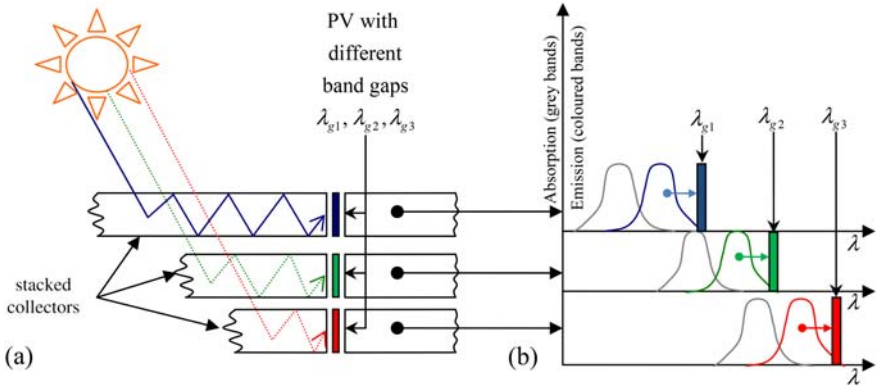 PV with
different
band gaps
λg1, λg2, λg3
stacked
collectors
(a)
Absorption (grey bands)
Emission (coloured bands)
λg1
λg2
λg3
λ
λ
λ
(b)